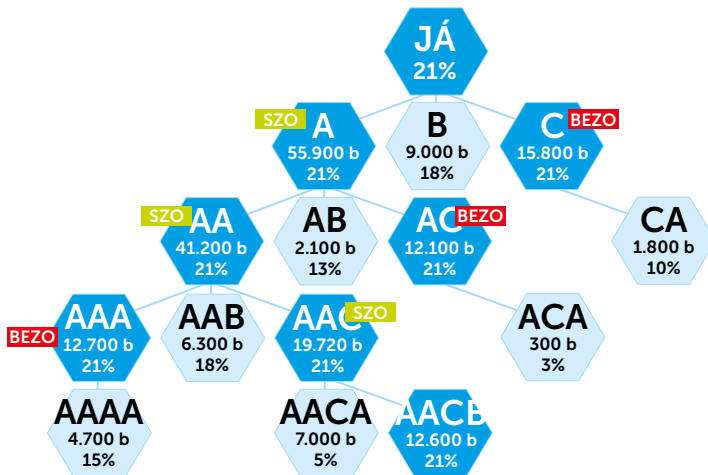 JÁ
21%
SZO
A
55.900 b
21%
B
9.000 b
18%
C
BEZO
15.800 b
21%
SZO
AA
41.200 b
21%
AB
2.100 b
13%
AC
BEZO
12.100 b
21%
CA
1.800 b
10%
BEZO
AAA
12.700 b
21%
AAB
6.300 b
18%
AAC
SZO
19.720 b
21%
ACA
300 b
3%
AAAA
4.700 b
15%
AACA
7.000 b
5%
AACB
12.600 b
21%